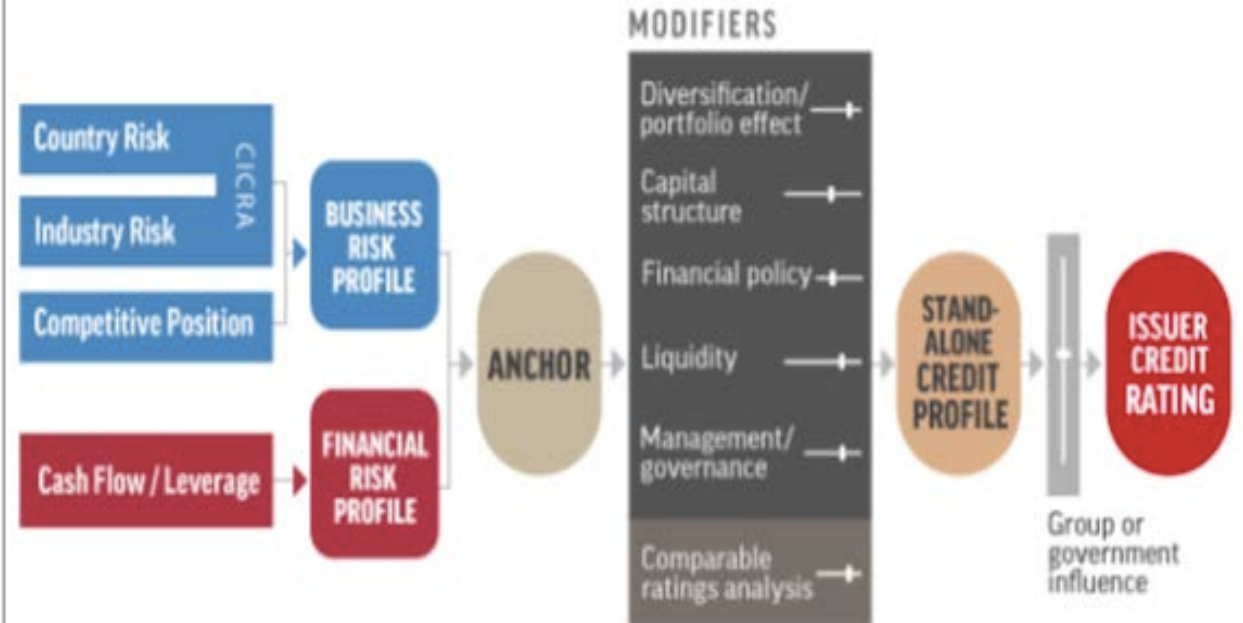 MODIFIERS
Country Risk
CICRA
Industry Risk
Competitive Position
Cash Flow / Leverage
BUSINESS
RISK
PROFILE
FINANCIAL
RISK
PROFILE
ANCHOR
Diversification/
portfolio effect
Capital
structure
Financial policy
Liquidity
Management/
governance
Comparable
ratings analysis
STAND-
ALONE
CREDIT
PROFILE
Group or
government
influence
ISSUER
CREDIT
RATING